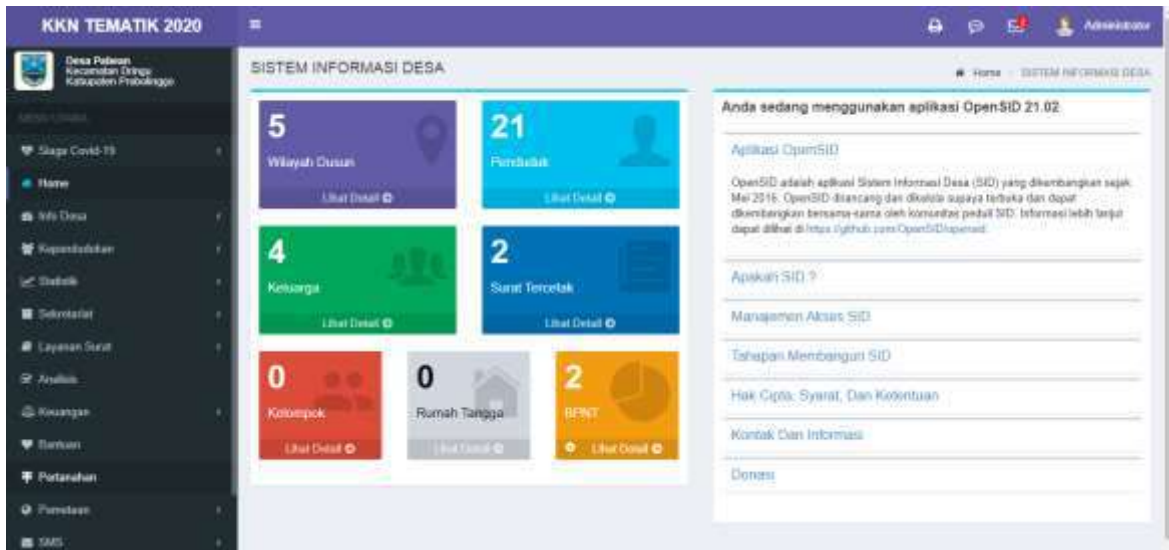 KKN TEMATIK 2020
Administrator
Desa Pabean
Kecamatan Dringu
Kabupaten Probolinggo
SISTEM INFORMASI DESA
Home
SISTEM INFORMASI DESA
MENU UTAMA
Siaga Covid-19
Home
Info Desa
Kependudukan
Statistik
Sekretariat
Layanan Surat
Analisis
Keuangan
Bantuan
Pertanahan
Pemetaan
SMS
5
Wilayah Dusun
Lihat Detail
21
Penduduk
Lihat Detail
4
Keluarga
Lihat Detail
2
Surat Tercetak
Lihat Detail
0
Kelompok
Lihat Detail
0
Rumah Tangga
Lihat Detail
2
BPNT
Lihat Detail
Anda sedang menggunakan aplikasi OpenSID 21.02
Aplikasi OpenSID
OpenSID adalah aplikasi Sistem Informasi Desa (SID) yang dikembangkan sejak
Mei 2016. OpenSID dirancang dan dikelola supaya terbuka dan dapat
dikembangkan bersama-sama oleh komunitas peduli SID. Informasi lebih lanjut
dapat dilihat di https://github.com/OpenSID/opensid.
Apakah SID ?
Manajemen Akses SID
Tahapan Membangun SID
Hak Cipta, Syarat, Dan Ketentuan
Kontak Dan Informasi
Donasi